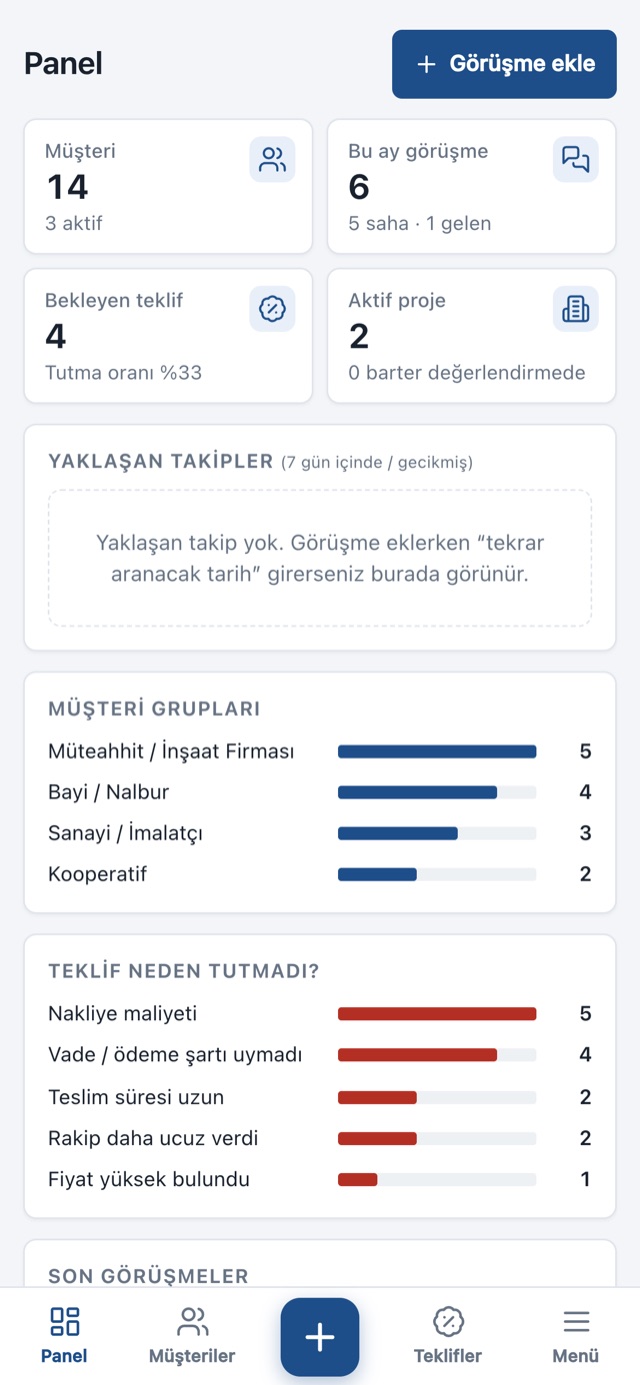 Panel
+ Görüşme ekle
Müşteri
14
3 aktif
Bu ay görüşme
6
5 saha · 1 gelen
Bekleyen teklif
4
Tutma oranı %33
Aktif proje
2
0 barter değerlendirmede
YAKLAŞAN TAKİPLER (7 gün içinde / gecikmiş)
Yaklaşan takip yok. Görüşme eklerken “tekrar
aranacak tarih” girerseniz burada görünür.
MÜŞTERİ GRUPLARI
Müteahhit / İnşaat Firması 5
Bayi / Nalbur 4
Sanayi / İmalatçı 3
Kooperatif 2
TEKLİF NEDEN TUTMADI?
Nakliye maliyeti 5
Vade / ödeme şartı uymadı 4
Teslim süresi uzun 2
Rakip daha ucuz verdi 2
Fiyat yüksek bulundu 1
SON GÖRÜŞMELER
Panel
Müşteriler
+
Teklifler
Menü